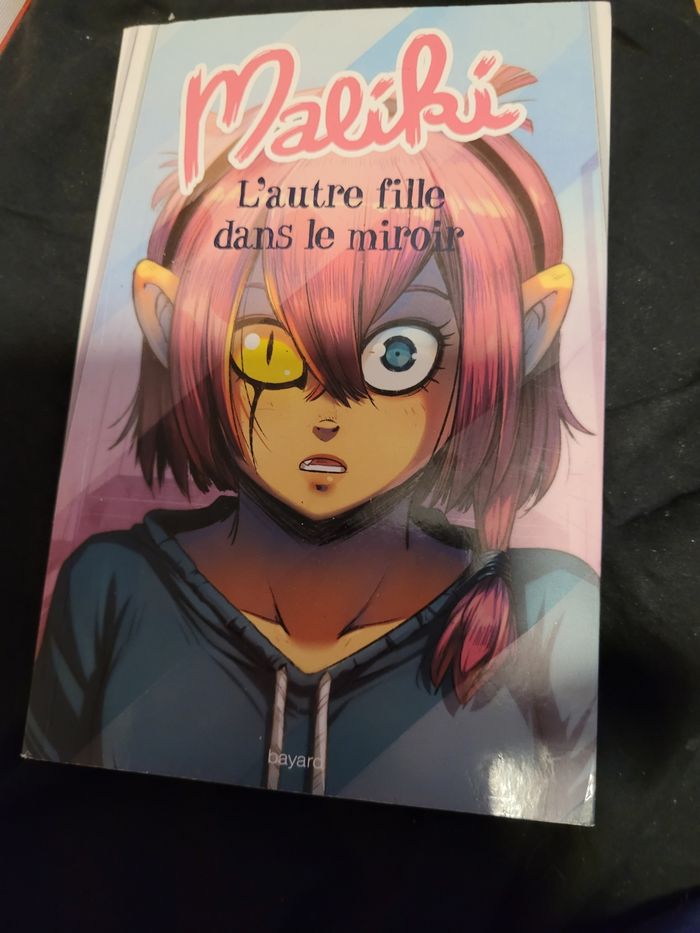 Maliki
L'autre fille
dans le miroir
bayard